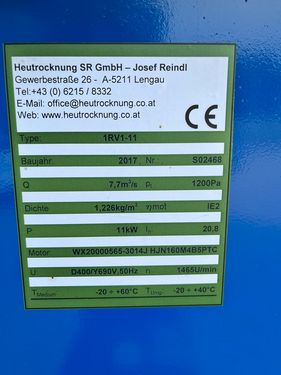 Heutrocknung SR GmbH – Josef Reindl
Gewerbestraße 26 - A-5211 Lengau
Tel:+43 (0) 6215 / 8332
E-Mail: office@heutrocknung.co.at
Web: www.heutrocknung.co.at
CE
Type: 1RV1-11
Baujahr: 2017 Nr S02468
Q 7,7m³/s pₜ 1200Pa
Dichte 1,226kg/m³ ηmot IE2
P 11kW Iₙ 20,8
Motor WX20000565-3014J HJN160M4B5PTC
U D400/Y690V,50Hz n 1465U/min
T Medium -20 ÷ +60°C T Umg. -20 ÷ +40°C